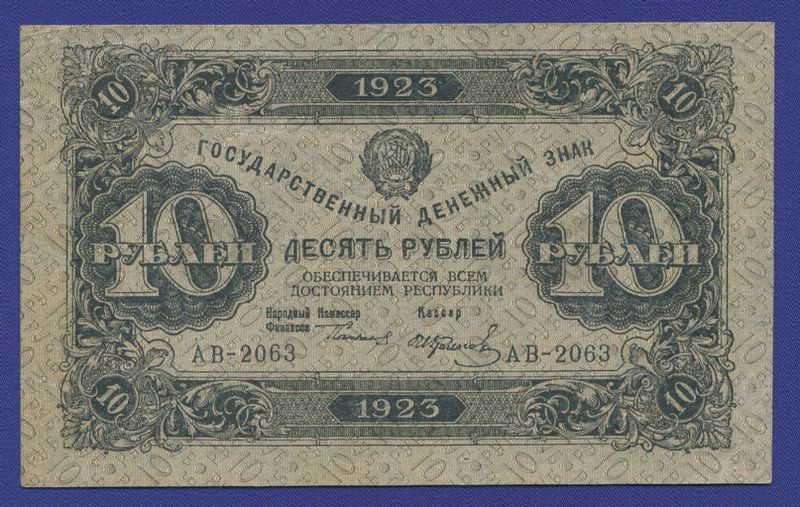 1923
10 10
ГОСУДАРСТВЕННЫЙ ДЕНЕЖНЫЙ ЗНАК
10 РУБЛЕЙ
ДЕСЯТЬ РУБЛЕЙ
10 РУБЛЕЙ
ОБЕСПЕЧИВАЕТСЯ ВСЕМ
ДОСТОЯНИЕМ РЕСПУБЛИКИ
Народный Комиссар
Финансов
Кассир
АВ-2063 АВ-2063
10 10
1923